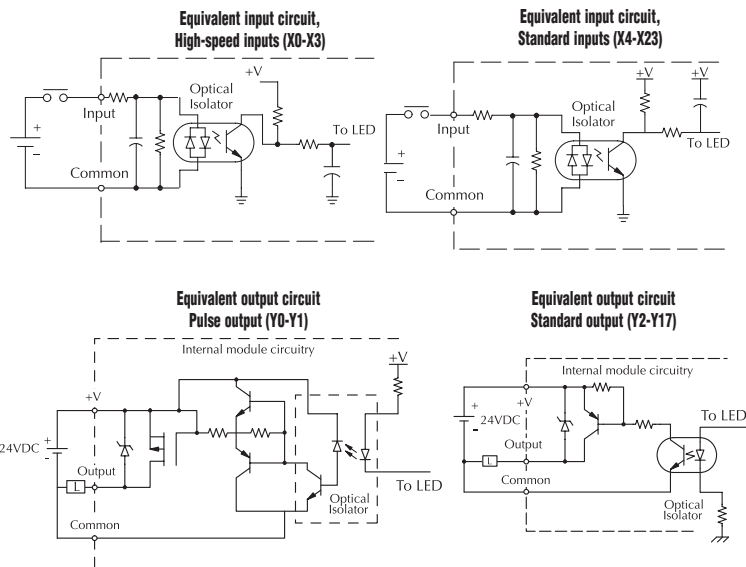 Equivalent input circuit,
High-speed inputs (X0-X3)
+V
Optical
Isolator
Input
To LED
+
–
Common
Equivalent input circuit,
Standard inputs (X4-X23)
+V
+V
Optical
Isolator
Input
To LED
+
–
Common
Equivalent output circuit
Pulse output (Y0-Y1)
Internal module circuitry
+V
+V
24VDC
+
-
Output
L
Optical
Isolator
To LED
Common
Equivalent output circuit
Standard output (Y2-Y17)
Internal module circuitry
+
+V
24VDC
-
To LED
Output
L
Common
Optical
Isolator